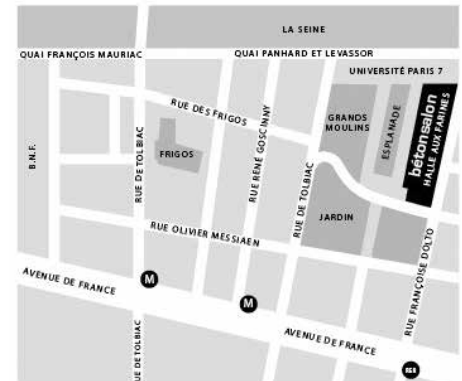 LA SEINE
QUAI FRANÇOIS MAURIAC
QUAI PANHARD ET LEVASSOR
UNIVERSITÉ PARIS 7
RUE DES FRIGOS
GRANDS
MOULINS
ESPLANADE
bétonsalon
HALLE AUX FARINES
B.N.F.
RUE DE TOLBIAC
FRIGOS
RUE RENÉ GOSCINNY
RUE DE TOLBIAC
JARDIN
RUE OLIVIER MESSIAEN
RUE FRANÇOISE DOLTO
AVENUE DE FRANCE
M
M
AVENUE DE FRANCE
RUE DE TOLBIAC
RER